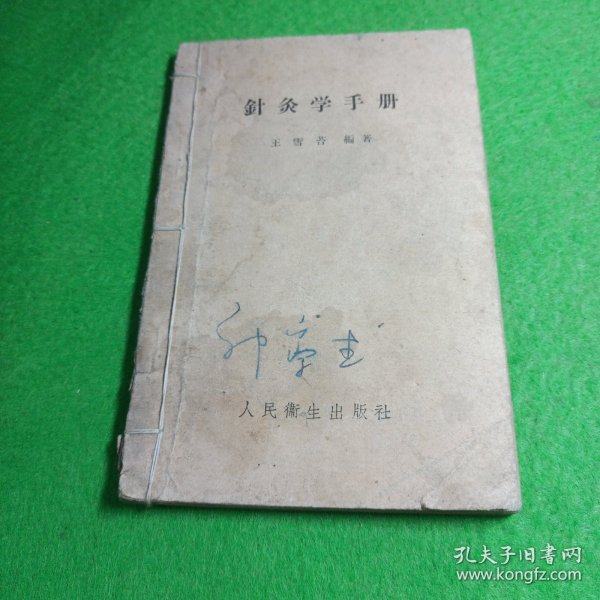 針灸学手册
王雪苔 編著
人民衞生出版社
孔夫子旧书网
www.kongfz.com